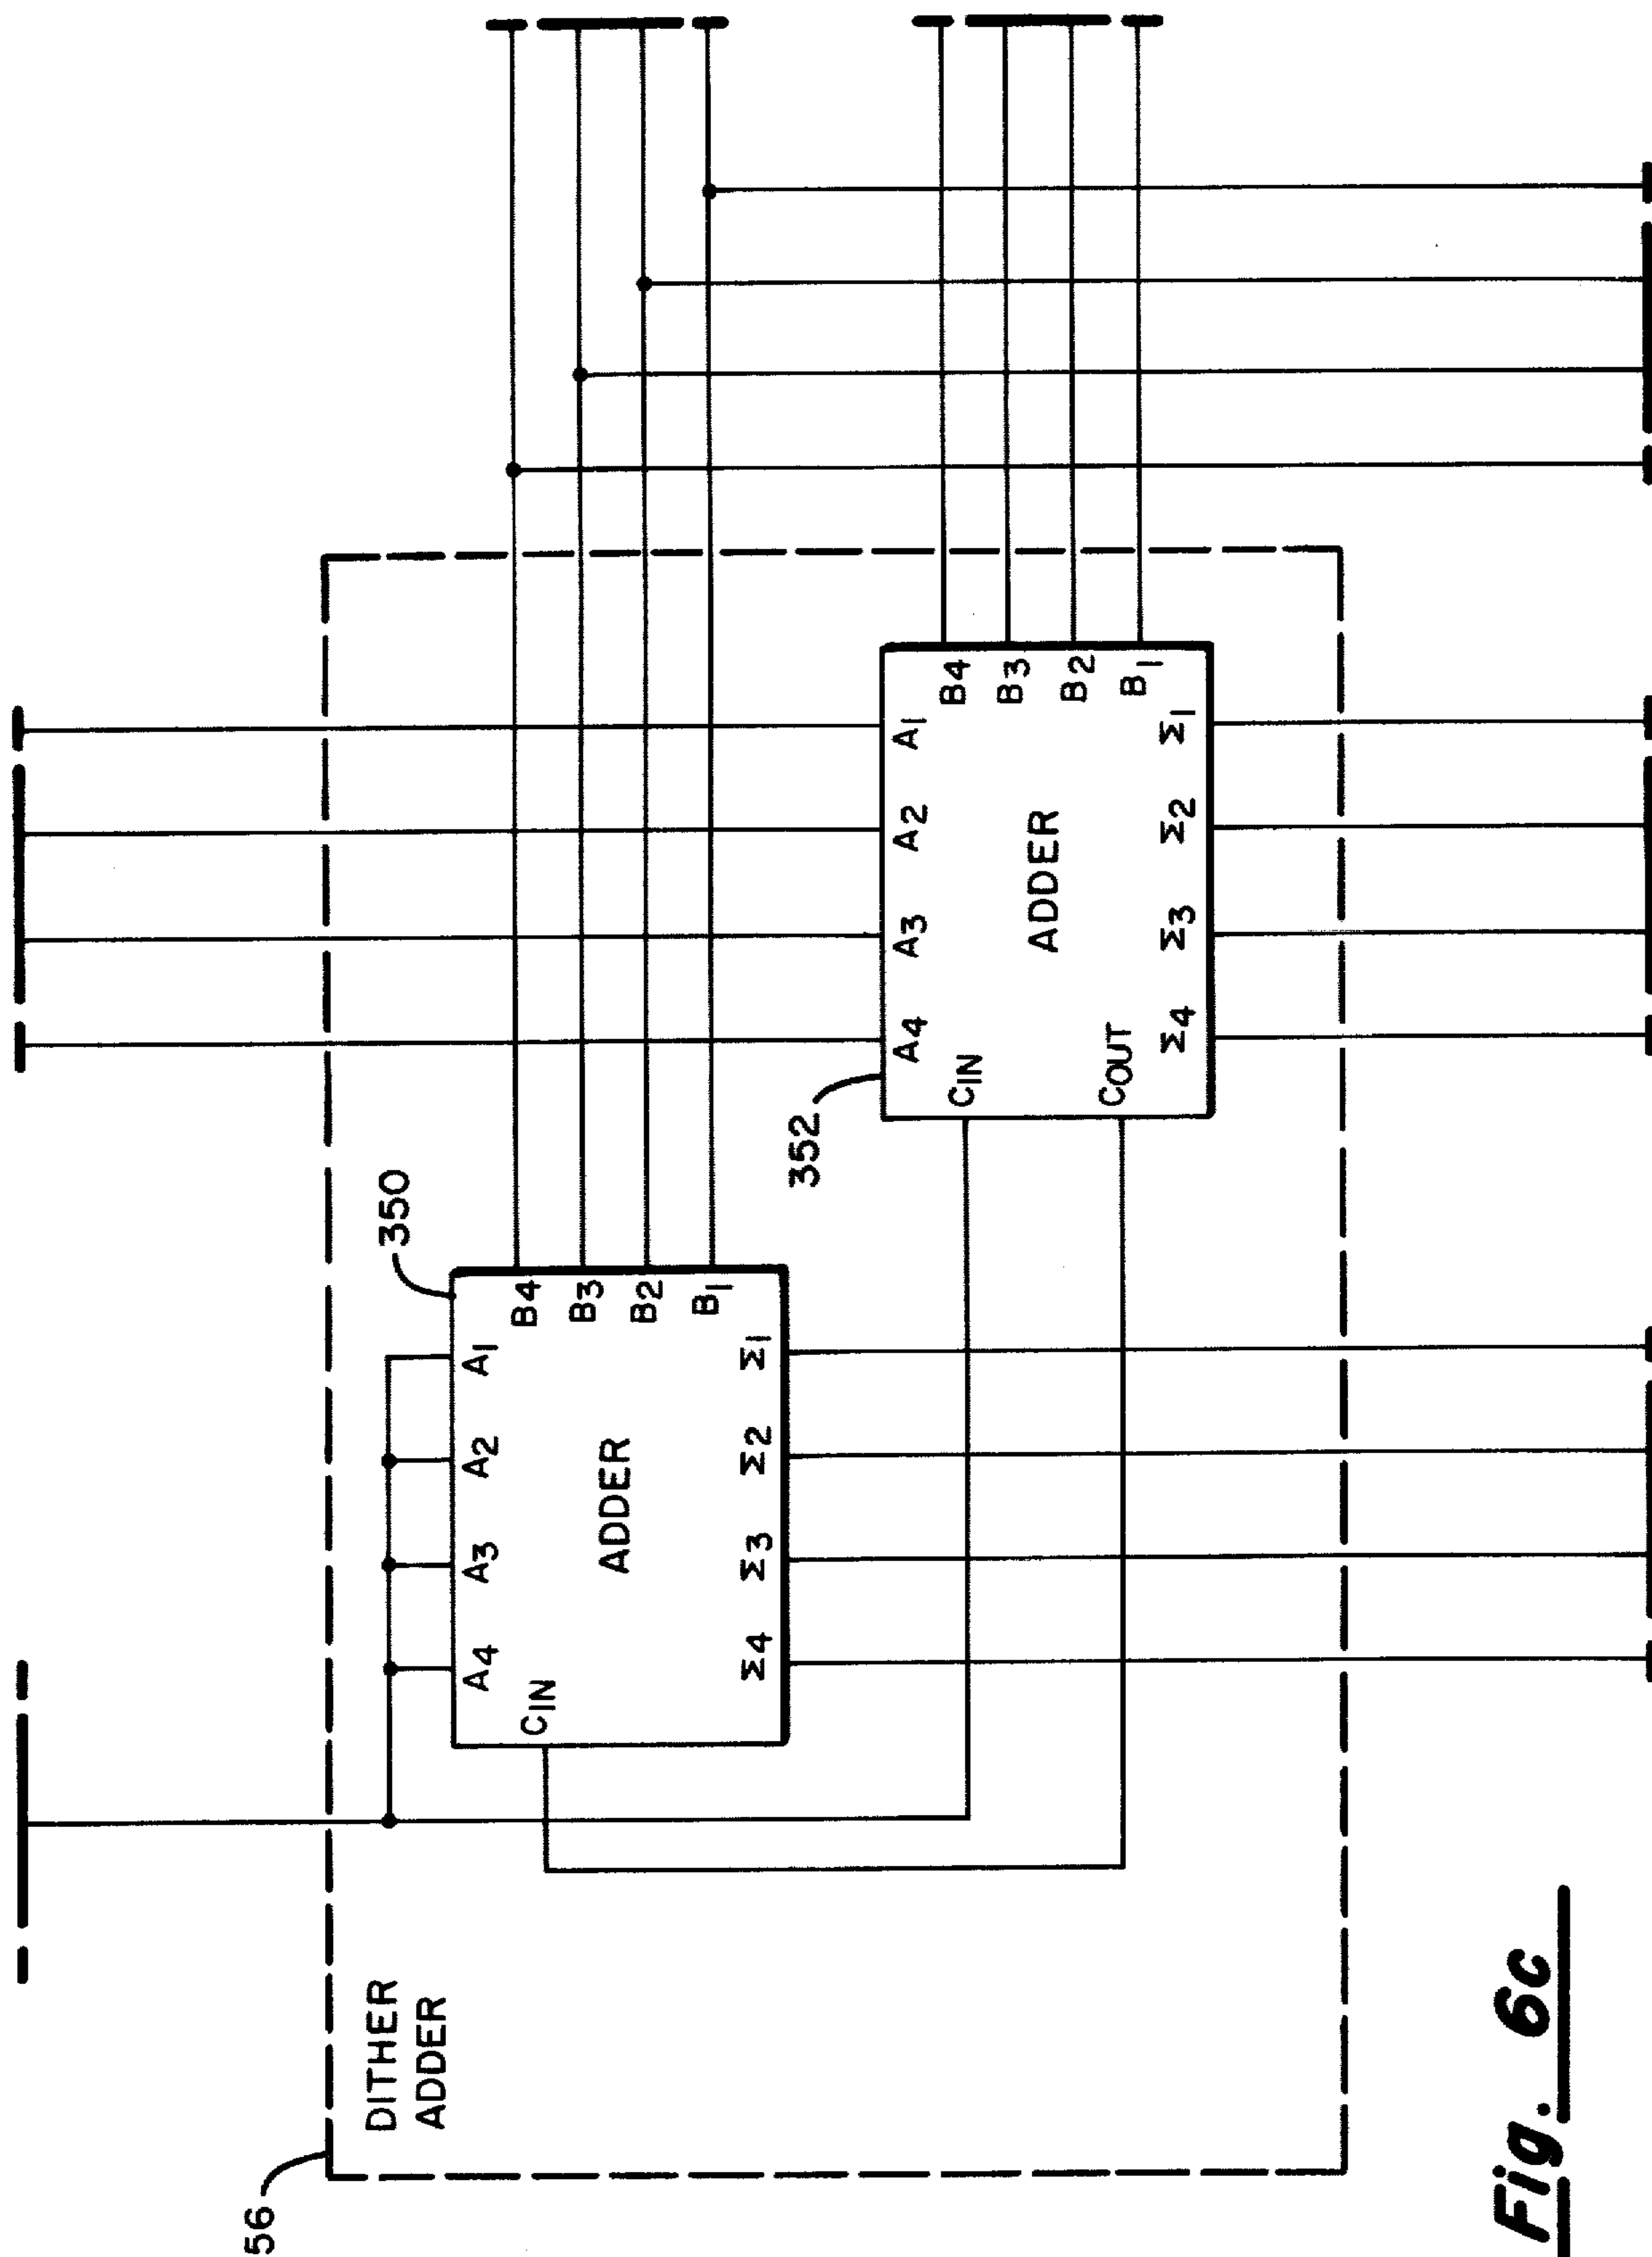 56
DITHER
ADDER
350
A4 A3 A2 A1
CIN
B4
B3
B2
B1
ADDER
Σ4 Σ3 Σ2 Σ1
352
A4 A3 A2 A1
CIN
B4
B3
B2
B1
ADDER
COUT
Σ4 Σ3 Σ2 Σ1
Fig. 6c